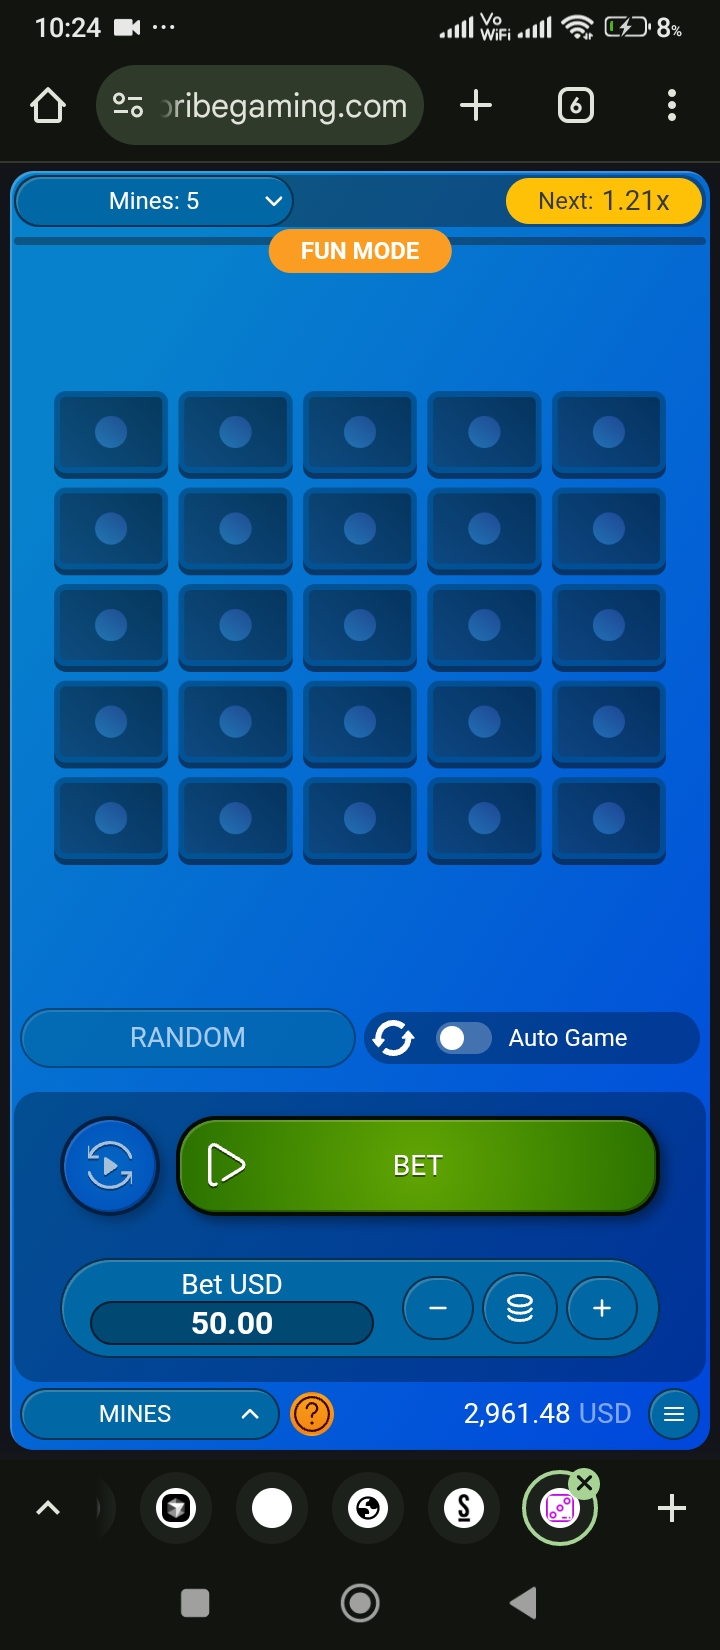 10:24
Vo
WiFi
8%
ribegaming.com
6
Mines: 5
Next: 1.21x
FUN MODE
RANDOM
Auto Game
BET
Bet USD
50.00
MINES
?
2,961.48 USD